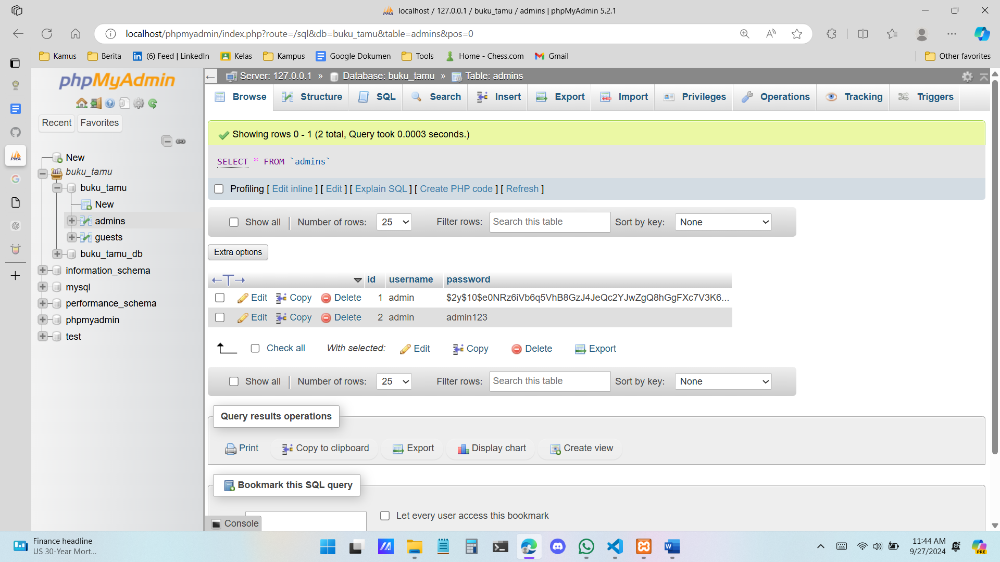 localhost / 127.0.0.1 / buku_tamu / admins | phpMyAdmin 5.2.1
localhost/phpmyadmin/index.php?route=/sql&db=buku_tamu&table=admins&pos=0
Kamus Berita (6) Feed | LinkedIn Kelas Kampus Google Dokumen Tools Home - Chess.com Gmail Other favorites
phpMyAdmin
Recent Favorites
New
buku_tamu
buku_tamu
New
admins
guests
buku_tamu_db
information_schema
mysql
performance_schema
phpmyadmin
test
Server: 127.0.0.1 » Database: buku_tamu » Table: admins
Browse Structure SQL Search Insert Export Import Privileges Operations Tracking Triggers
Showing rows 0 - 1 (2 total, Query took 0.0003 seconds.)
SELECT * FROM `admins`
Profiling [ Edit inline ] [ Edit ] [ Explain SQL ] [ Create PHP code ] [ Refresh ]
Show all | Number of rows: 25 Filter rows: Search this table Sort by key: None
Extra options
id username password
Edit Copy Delete 1 admin $2y$10$e0NRz6iVb6q5VhB8GzJ4JeQc2YJwZgQ8hGgFXc7V3K6...
Edit Copy Delete 2 admin admin123
Check all With selected: Edit Copy Delete Export
Show all | Number of rows: 25 Filter rows: Search this table Sort by key: None
Query results operations
Print Copy to clipboard Export Display chart Create view
Bookmark this SQL query
Let every user access this bookmark
Console
Finance headline
US 30-Year Mort...
11:44 AM
9/27/2024
PRE